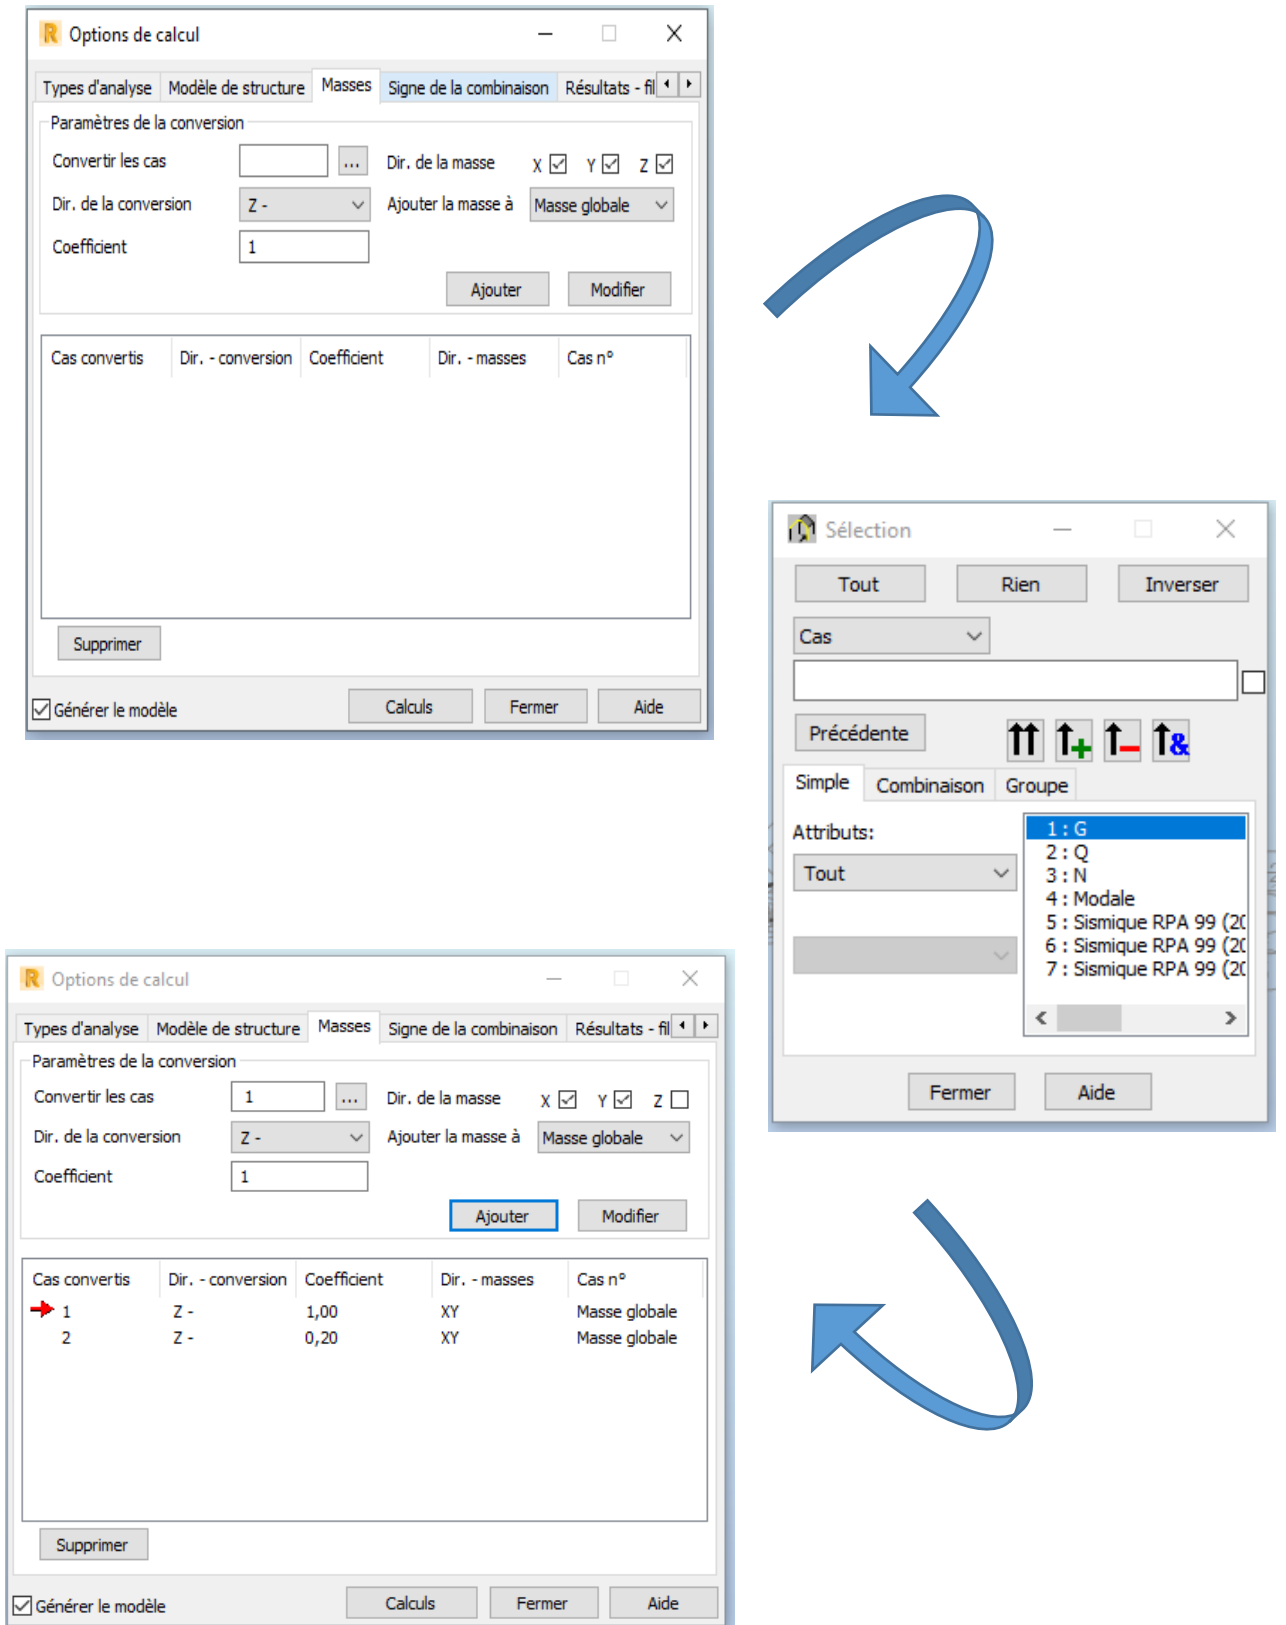 Options de calcul
Types d'analyse Modèle de structure Masses Signe de la combinaison Résultats - fil
Paramètres de la conversion
Convertir les cas ... Dir. de la masse X Y Z
Dir. de la conversion Z - Ajouter la masse à Masse globale
Coefficient 1
Ajouter Modifier
Cas convertis Dir. - conversion Coefficient Dir. - masses Cas n°
Supprimer
Générer le modèle Calculs Fermer Aide
Sélection
Tout Rien Inverser
Cas
Précédente &
Simple Combinaison Groupe
Attributs:
Tout
1 : G
2 : Q
3 : N
4 : Modale
5 : Sismique RPA 99 (20
6 : Sismique RPA 99 (20
7 : Sismique RPA 99 (20
Fermer Aide
Options de calcul
Types d'analyse Modèle de structure Masses Signe de la combinaison Résultats - fil
Paramètres de la conversion
Convertir les cas 1 ... Dir. de la masse X Y Z
Dir. de la conversion Z - Ajouter la masse à Masse globale
Coefficient 1
Ajouter Modifier
Cas convertis Dir. - conversion Coefficient Dir. - masses Cas n°
1 Z - 1,00 XY Masse globale
2 Z - 0,20 XY Masse globale
Supprimer
Générer le modèle Calculs Fermer Aide